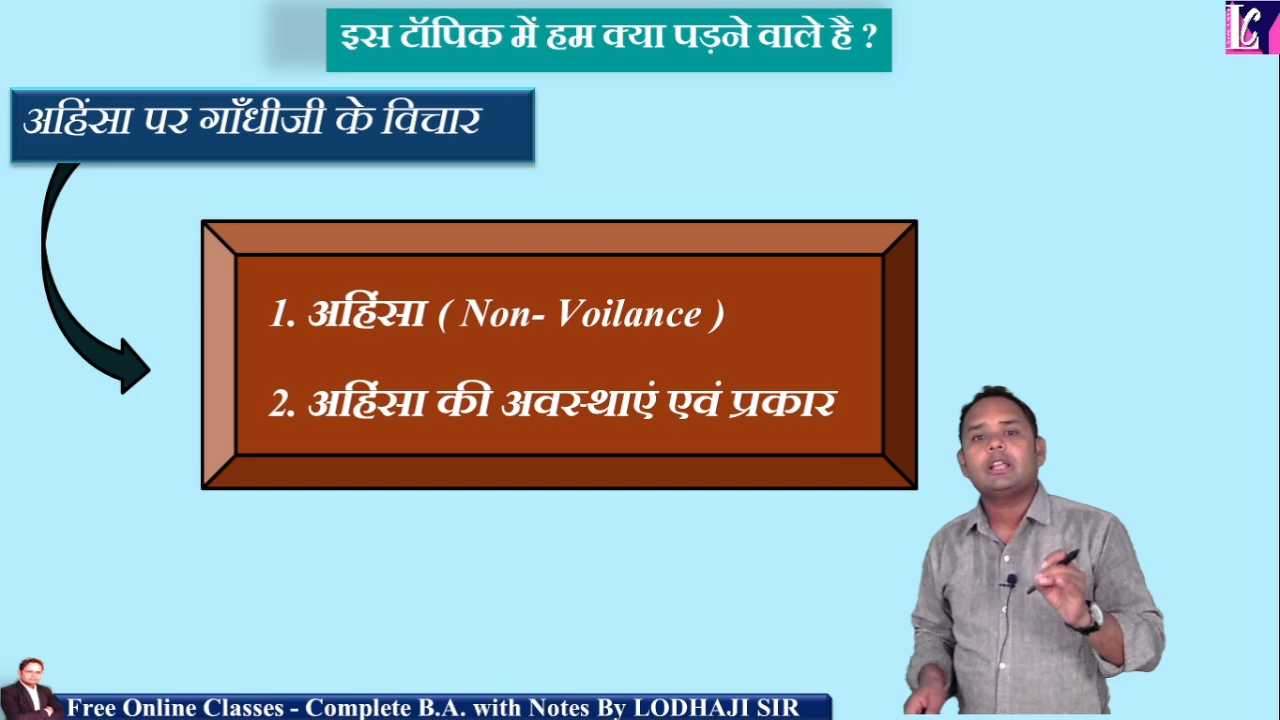 इस टॉपिक में हम क्या पड़ने वाले है ?
LC
अहिंसा पर गाँधीजी के विचार
1. अहिंसा ( Non- Voilance )
2. अहिंसा की अवस्थाएं एवं प्रकार
Free Online Classes - Complete B.A. with Notes By LODHAJI SIR